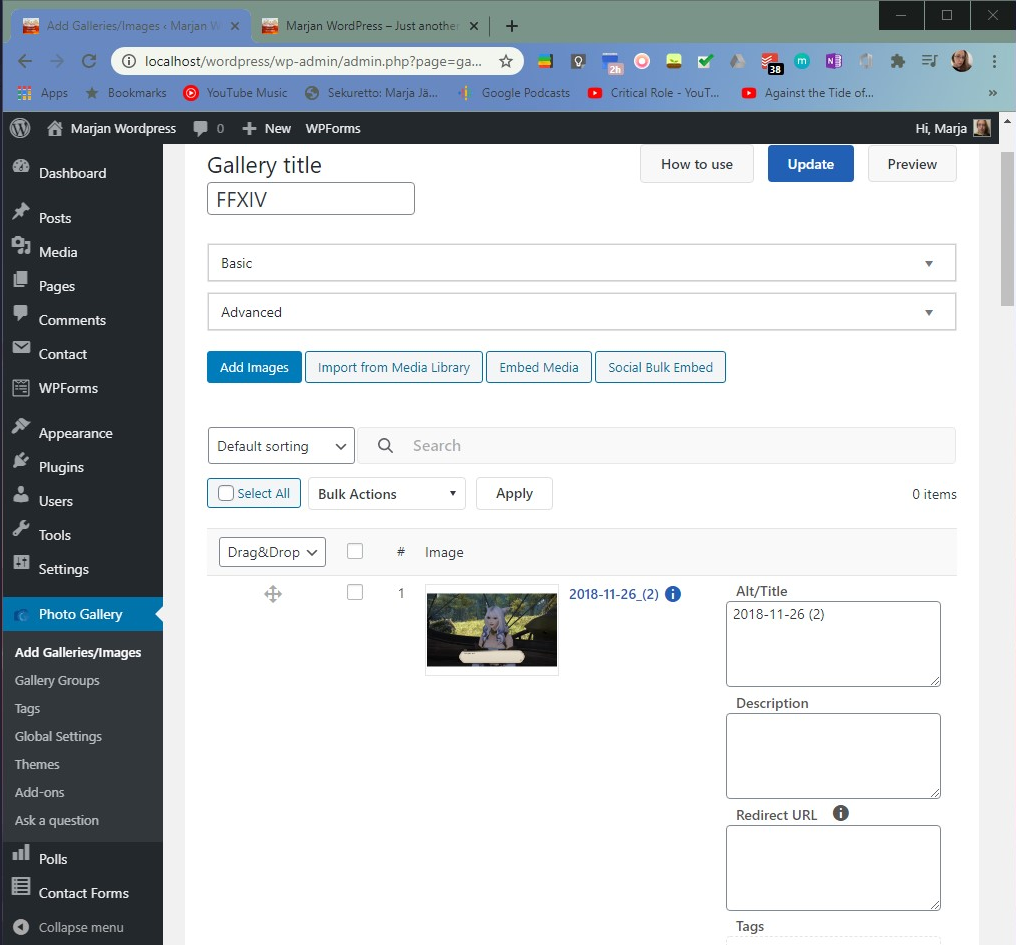 Add Galleries/Images ‹ Marjan W
Marjan WordPress – Just another
localhost/wordpress/wp-admin/admin.php?page=ga...
2h
38
m
N
Apps
Bookmarks
YouTube Music
Sekuretto: Marja Jä...
Google Podcasts
Critical Role - YouT...
Against the Tide of...
»
Marjan Wordpress
0
New
WPForms
Hi, Marja
Dashboard
Posts
Media
Pages
Comments
Contact
WPForms
Appearance
Plugins
Users
Tools
Settings
Photo Gallery
Add Galleries/Images
Gallery Groups
Tags
Global Settings
Themes
Add-ons
Ask a question
Polls
Contact Forms
Collapse menu
Gallery title
How to use
Update
Preview
FFXIV
Basic
Advanced
Add Images
Import from Media Library
Embed Media
Social Bulk Embed
Default sorting
Search
Select All
Bulk Actions
Apply
0 items
Drag&Drop
#
Image
1
2018-11-26_(2)
Alt/Title
2018-11-26 (2)
Description
Redirect URL
Tags